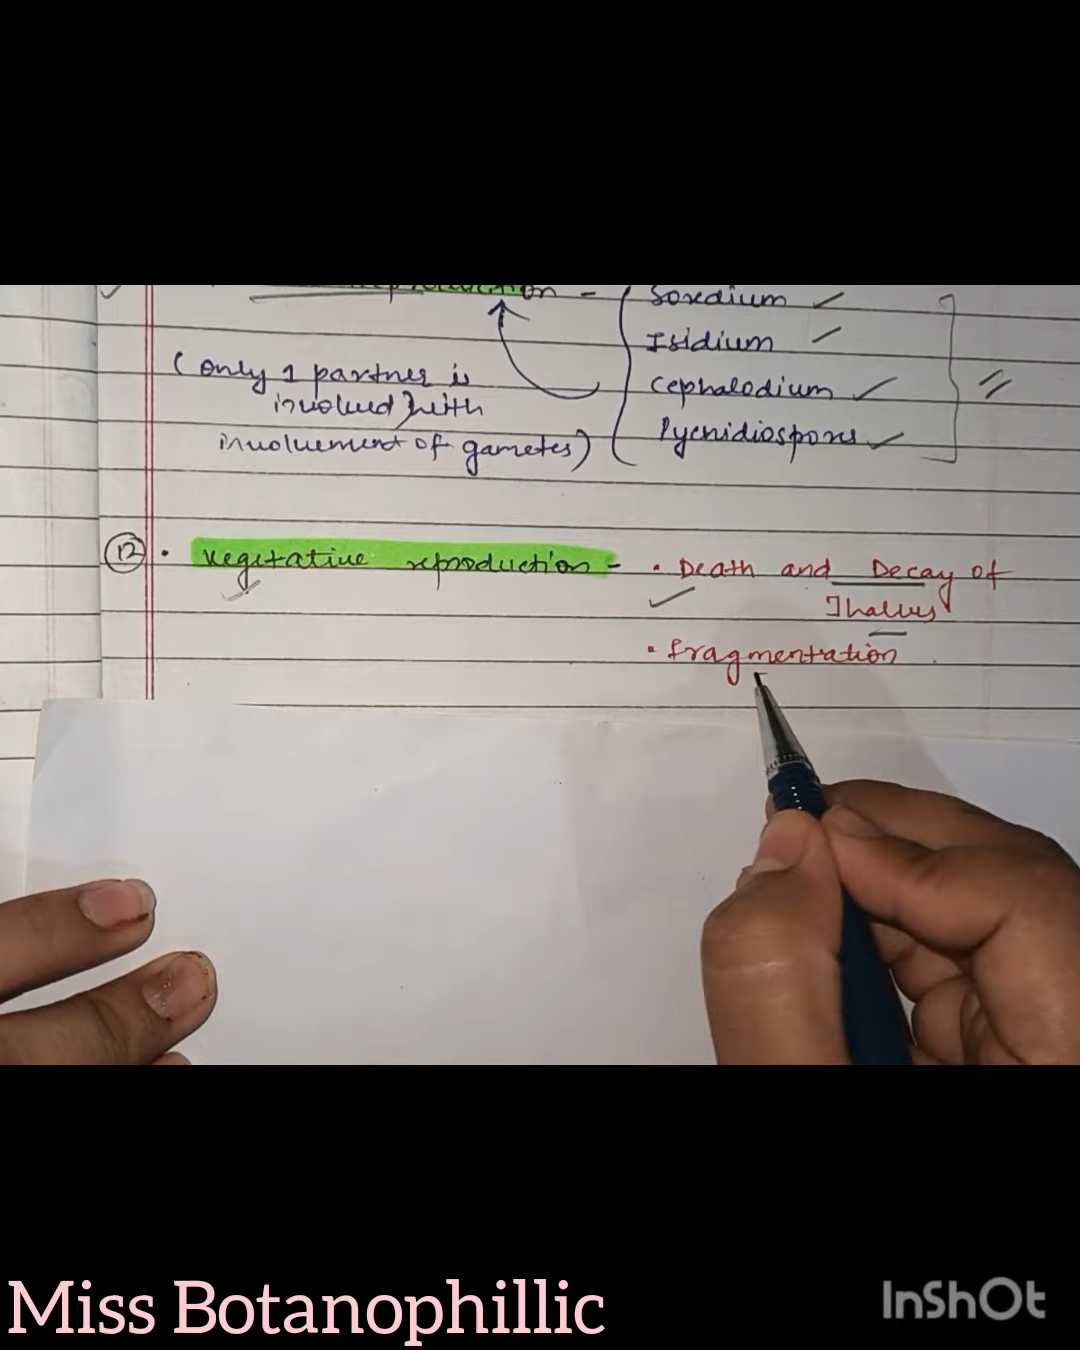 on - Soredium
Isidium
(Only 1 partner is
Cephalodium
involved) with
Pycnidiospores
involvement of gametes)
12 • Vegetative reproduction - • Death and Decay of
Thallus
• Fragmentation
Miss Botanophillic
InShOt